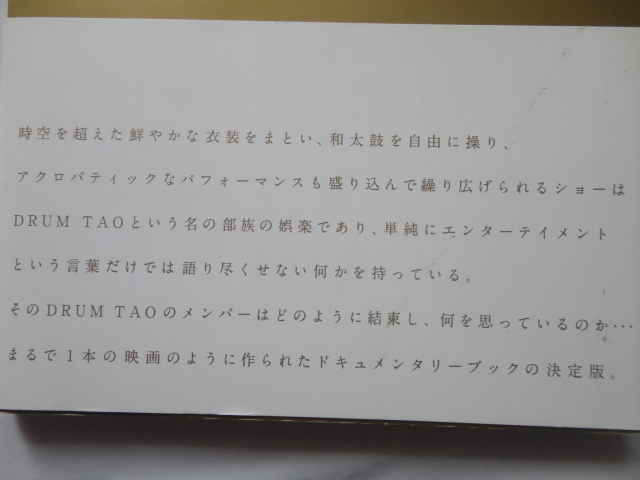 時空を超えた鮮やかな衣装をまとい、和太鼓を自由に操り、
アクロバティックなパフォーマンスも盛り込んで繰り広げられるショーは
DRUM TAOという名の部族の娯楽であり、単純にエンターテイメント
という言葉だけでは語り尽くせない何かを持っている。
そのDRUM TAOのメンバーはどのように結束し、何を思っているのか…
まるで1本の映画のように作られたドキュメンタリーブックの決定版。